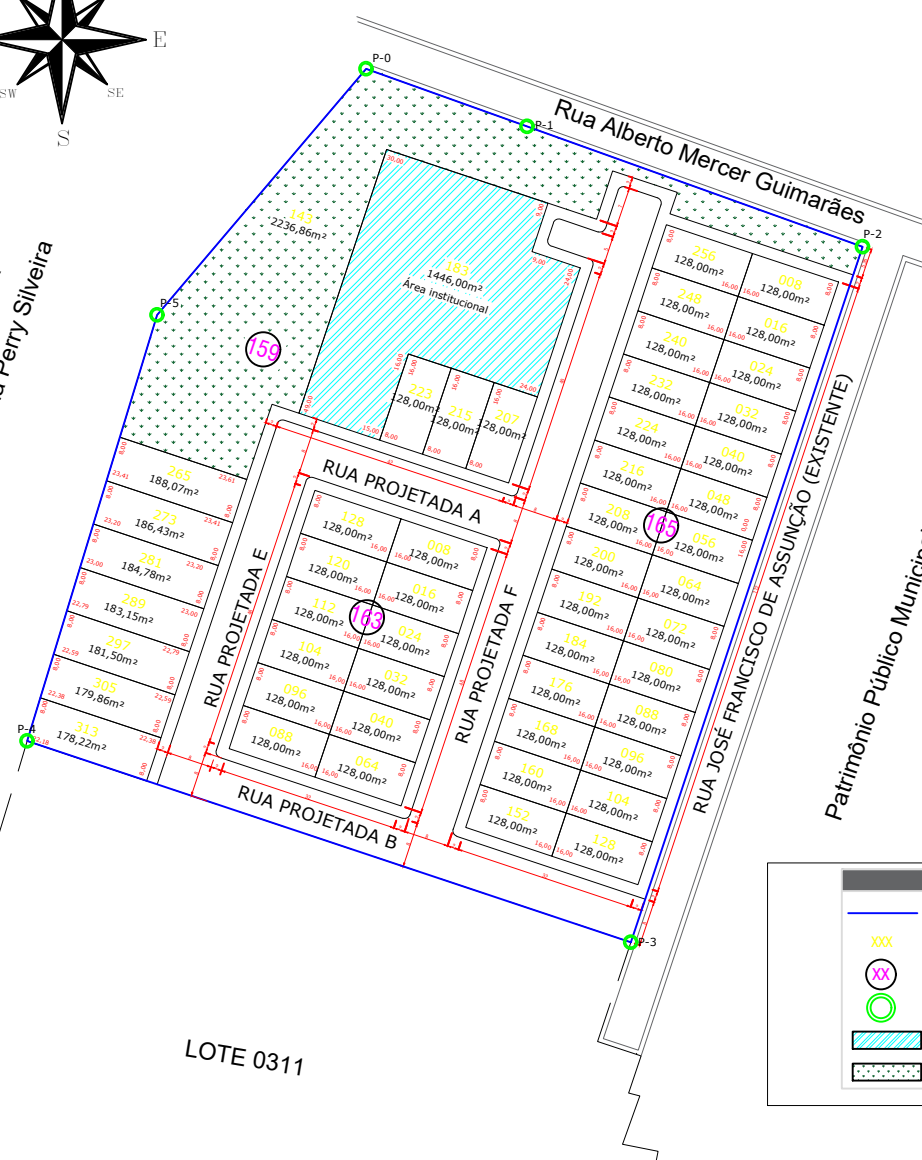 E
SW
SE
S
P-0
P-1
Rua Alberto Mercer Guimarães
P-2
Perry Silveira
P-5
143
2236,86m²
159
183
1446,00m²
Área institucional
223
128,00m²
215
128,00m²
207
128,00m²
256
128,00m²
008
128,00m²
248
128,00m²
016
128,00m²
240
128,00m²
024
128,00m²
232
128,00m²
032
128,00m²
224
128,00m²
040
128,00m²
216
128,00m²
048
128,00m²
208
128,00m²
165
056
128,00m²
200
128,00m²
064
128,00m²
192
128,00m²
072
128,00m²
184
128,00m²
080
128,00m²
176
128,00m²
088
128,00m²
168
128,00m²
096
128,00m²
160
128,00m²
104
128,00m²
152
128,00m²
128
128,00m²
265
188,07m²
273
186,43m²
281
184,78m²
289
183,15m²
297
181,50m²
305
179,86m²
313
178,22m²
RUA PROJETADA A
128
128,00m²
008
128,00m²
120
128,00m²
016
128,00m²
112
128,00m²
163
024
128,00m²
104
128,00m²
032
128,00m²
096
128,00m²
040
128,00m²
088
128,00m²
064
128,00m²
RUA PROJETADA E
RUA PROJETADA F
RUA PROJETADA B
RUA JOSÉ FRANCISCO DE ASSUNÇÃO (EXISTENTE)
Patrimônio Público Municipal
P-4
P-3
LOTE 0311
XXX
XX